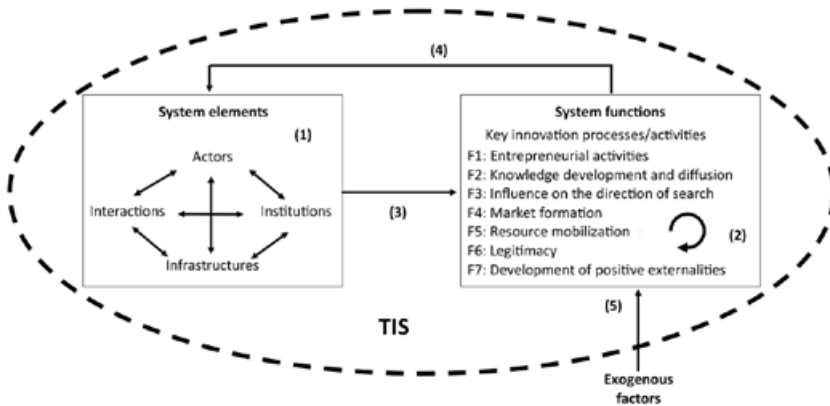 (4)
System elements
(1)
Actors
Interactions
Institutions
Infrastructures
(3)
System functions
Key innovation processes/activities
F1: Entrepreneurial activities
F2: Knowledge development and diffusion
F3: Influence on the direction of search
F4: Market formation
F5: Resource mobilization
(2)
F6: Legitimacy
F7: Development of positive externalities
(5)
TIS
Exogenous
factors